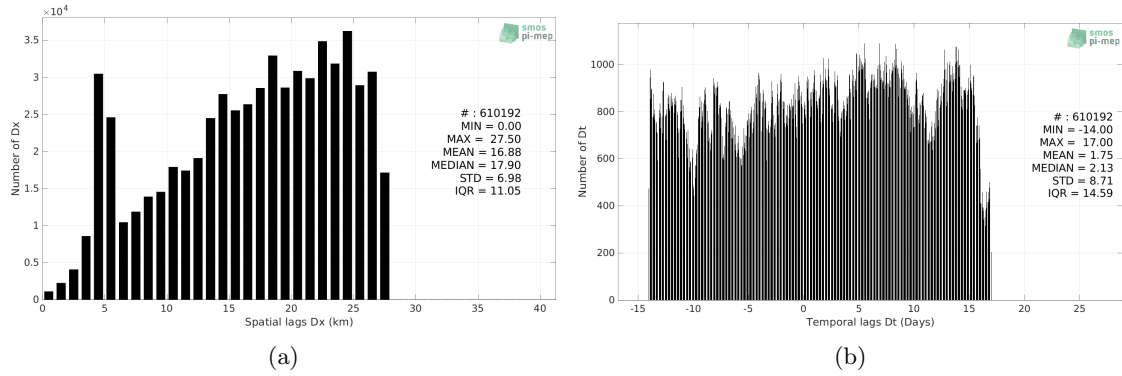 ×10⁴
3.5
3
2.5
2
1.5
1
0.5
0
Number of Dx
0 5 10 15 20 25 30 35 40
Spatial lags Dx (km)
smos
pi-mep
# : 610192
MIN = 0.00
MAX = 27.50
MEAN = 16.88
MEDIAN = 17.90
STD = 6.98
IQR = 11.05
(a)
1000
800
600
400
200
0
Number of Dt
-15 -10 -5 0 5 10 15 20 25
Temporal lags Dt (Days)
smos
pi-mep
# : 610192
MIN = -14.00
MAX = 17.00
MEAN = 1.75
MEDIAN = 2.13
STD = 8.71
IQR = 14.59
(b)